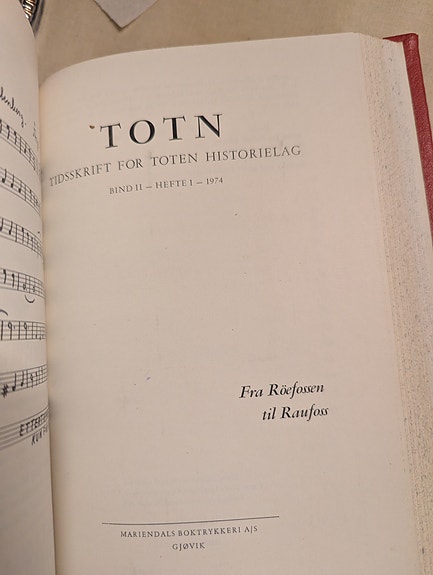 TOTN
TIDSSKRIFT FOR TOTEN HISTORIELAG
BIND II — HEFTE 1 — 1974
Fra Röefossen
til Raufoss
MARIENDALS BOKTRYKKERI A/S
GJØVIK